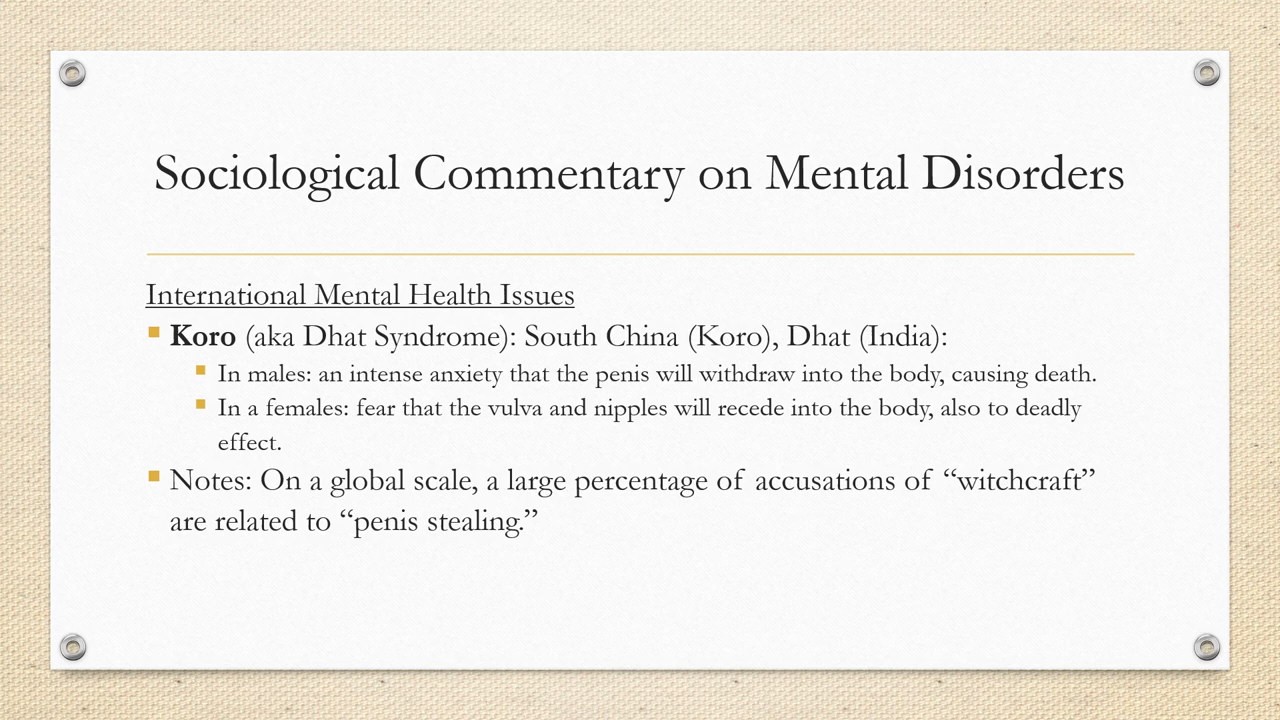 Sociological Commentary on Mental Disorders
International Mental Health Issues
Koro (aka Dhat Syndrome): South China (Koro), Dhat (India):
In males: an intense anxiety that the penis will withdraw into the body, causing death.
In a females: fear that the vulva and nipples will recede into the body, also to deadly
effect.
Notes: On a global scale, a large percentage of accusations of “witchcraft”
are related to “penis stealing.”